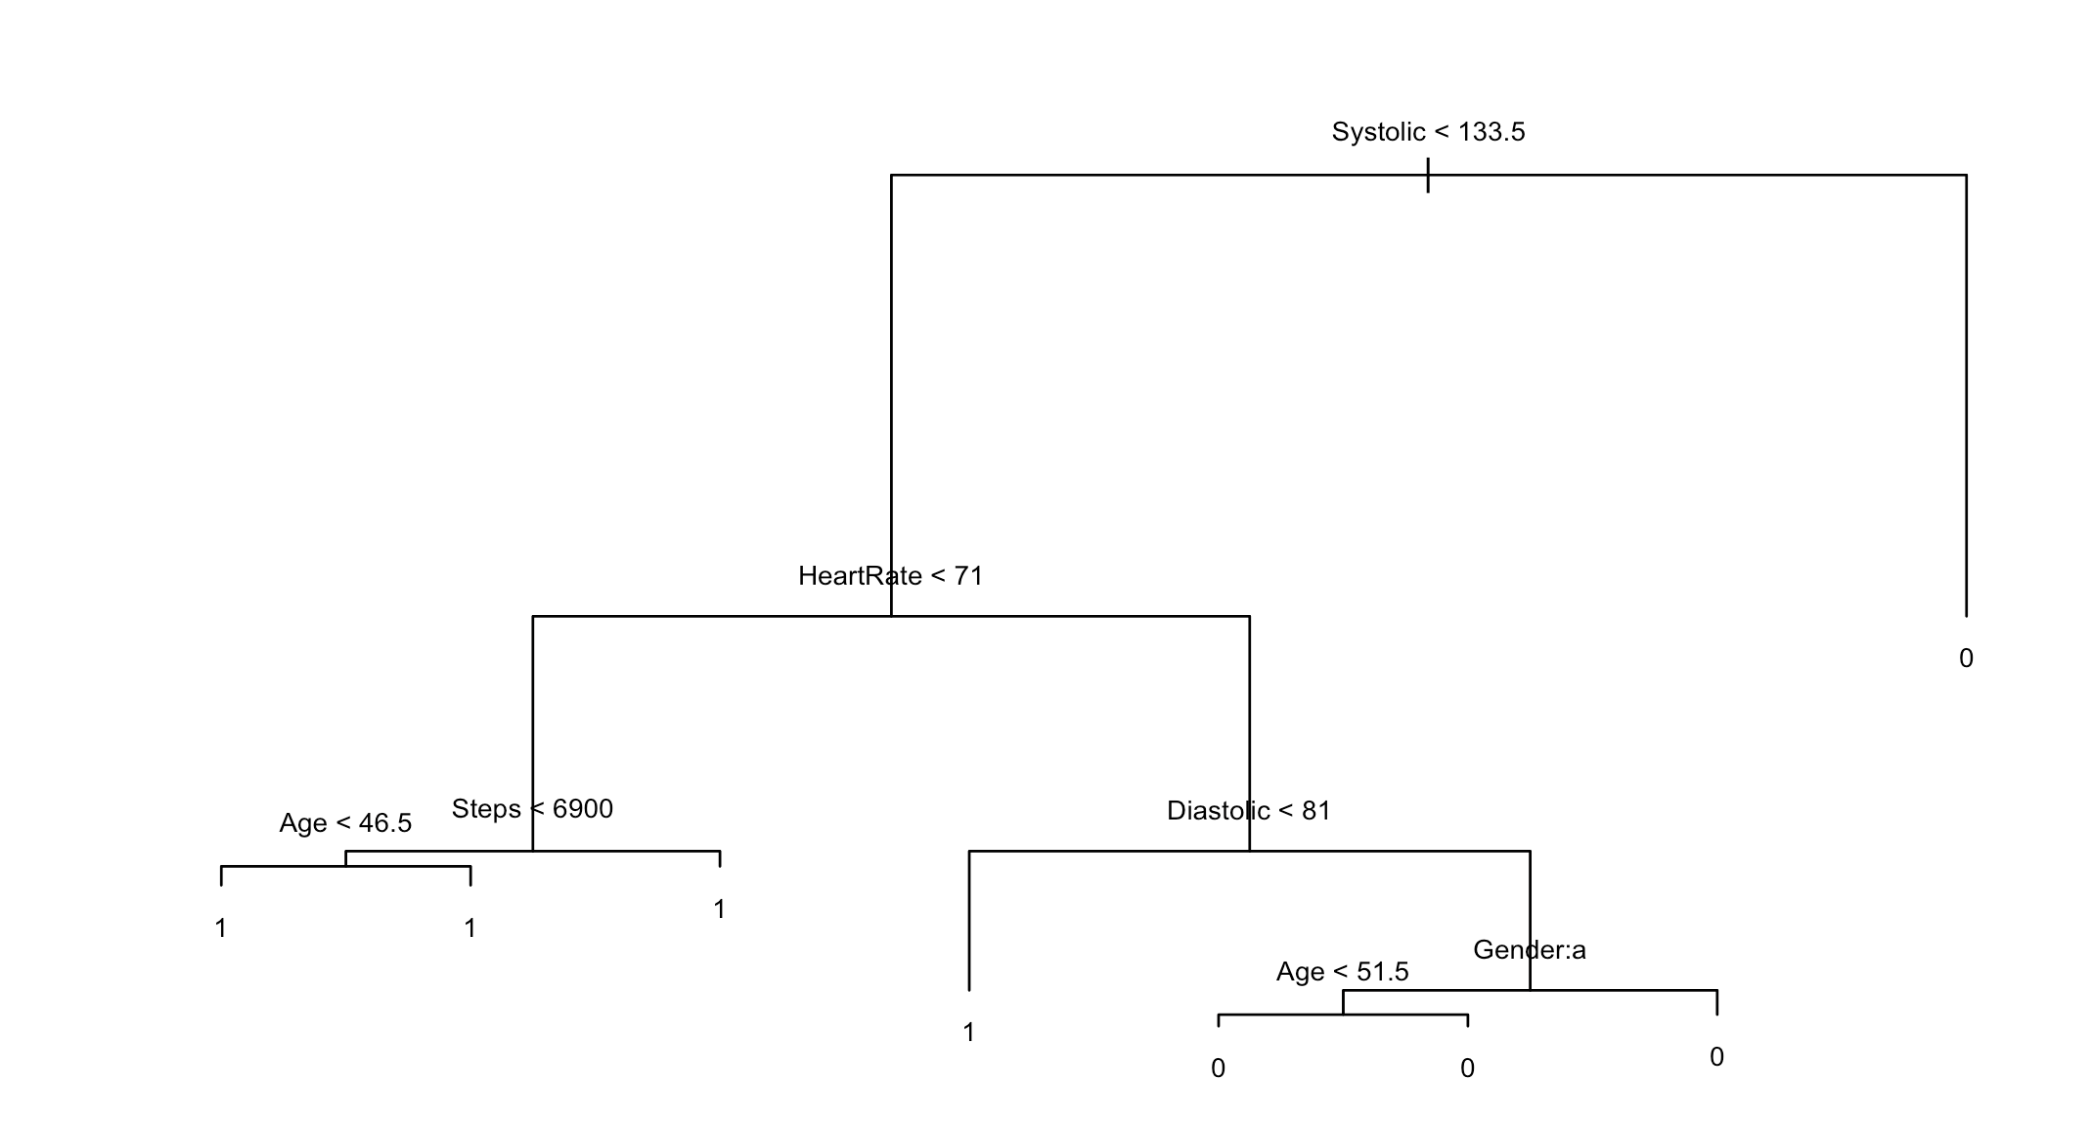 Systolic < 133.5
HeartRate < 71
0
Steps < 6900
Diastolic < 81
Age < 46.5
1
1
1
Gender:a
Age < 51.5
1
0
0
0